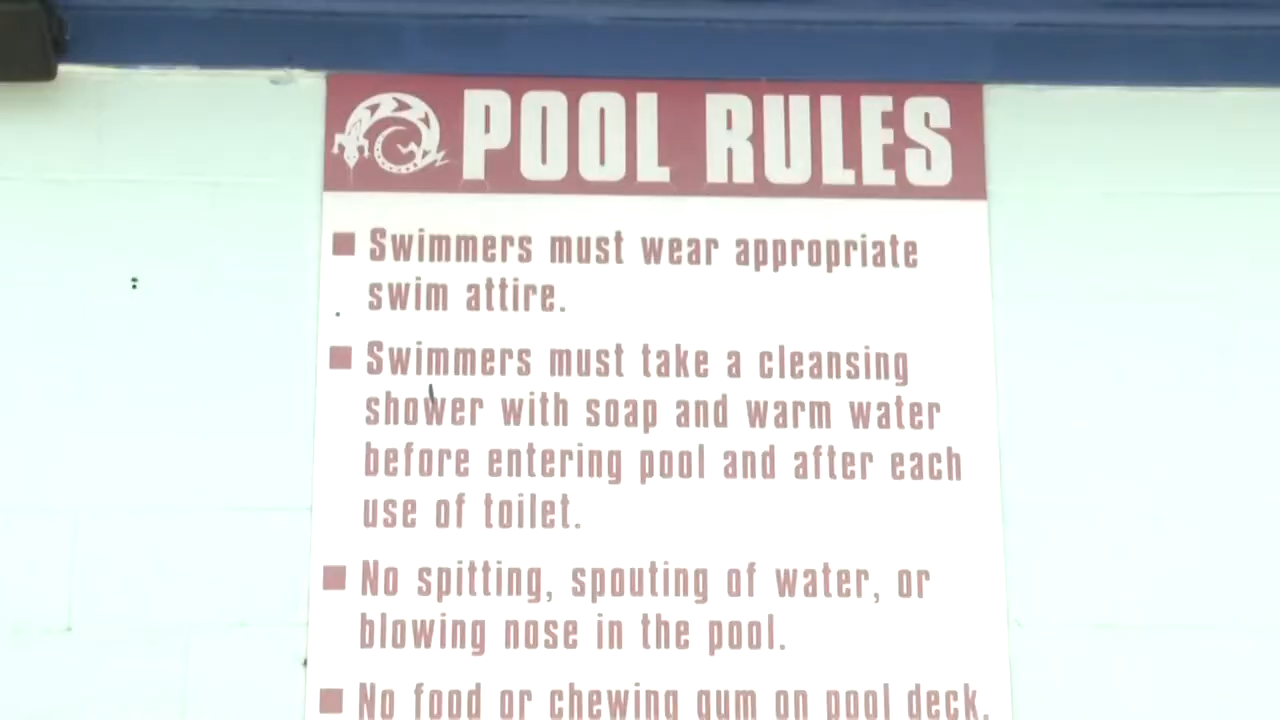 POOL RULES
Swimmers must wear appropriate
swim attire.
Swimmers must take a cleansing
shower with soap and warm water
before entering pool and after each
use of toilet.
No spitting, spouting of water, or
blowing nose in the pool.
No food or chewing gum on pool deck.